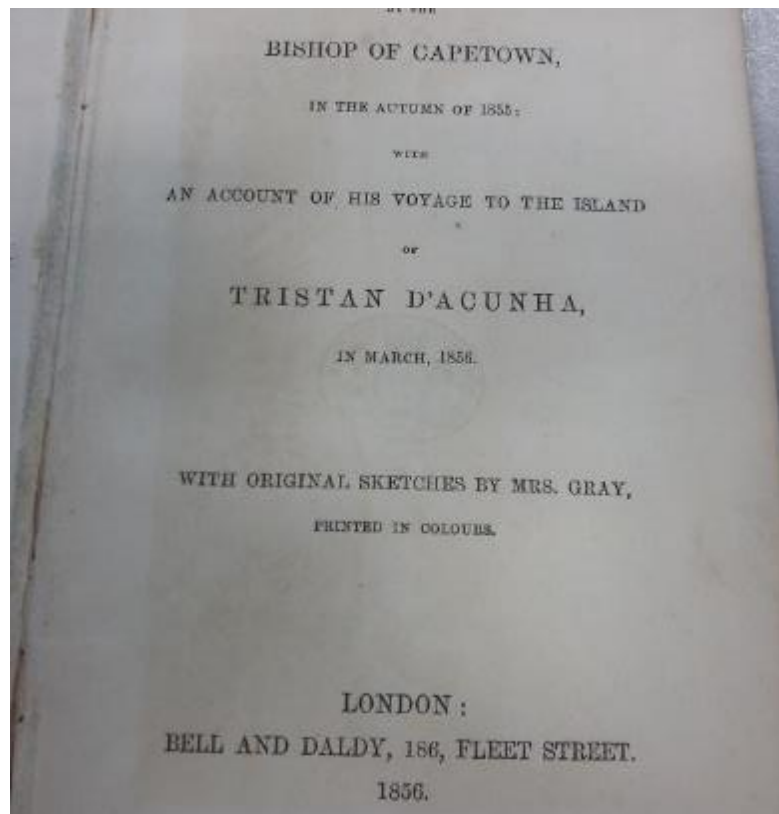 BY THE
BISHOP OF CAPETOWN,
IN THE AUTUMN OF 1855:
WITH
AN ACCOUNT OF HIS VOYAGE TO THE ISLAND
OF
TRISTAN D'ACUNHA,
IN MARCH, 1856.
WITH ORIGINAL SKETCHES BY MRS. GRAY,
PRINTED IN COLOURS.
LONDON:
BELL AND DALDY, 186, FLEET STREET.
1856.